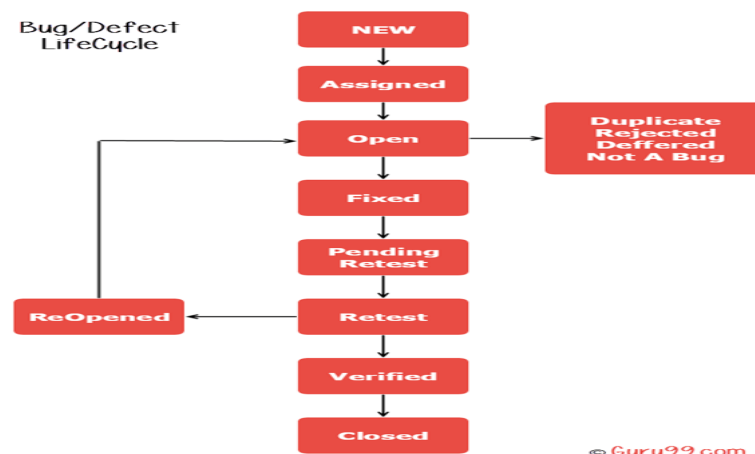 Bug/Defect
LifeCycle
NEW
Assigned
Open
Duplicate
Rejected
Deffered
Not A Bug
Fixed
Pending
Retest
ReOpened
Retest
Verified
Closed
© Guru99.com